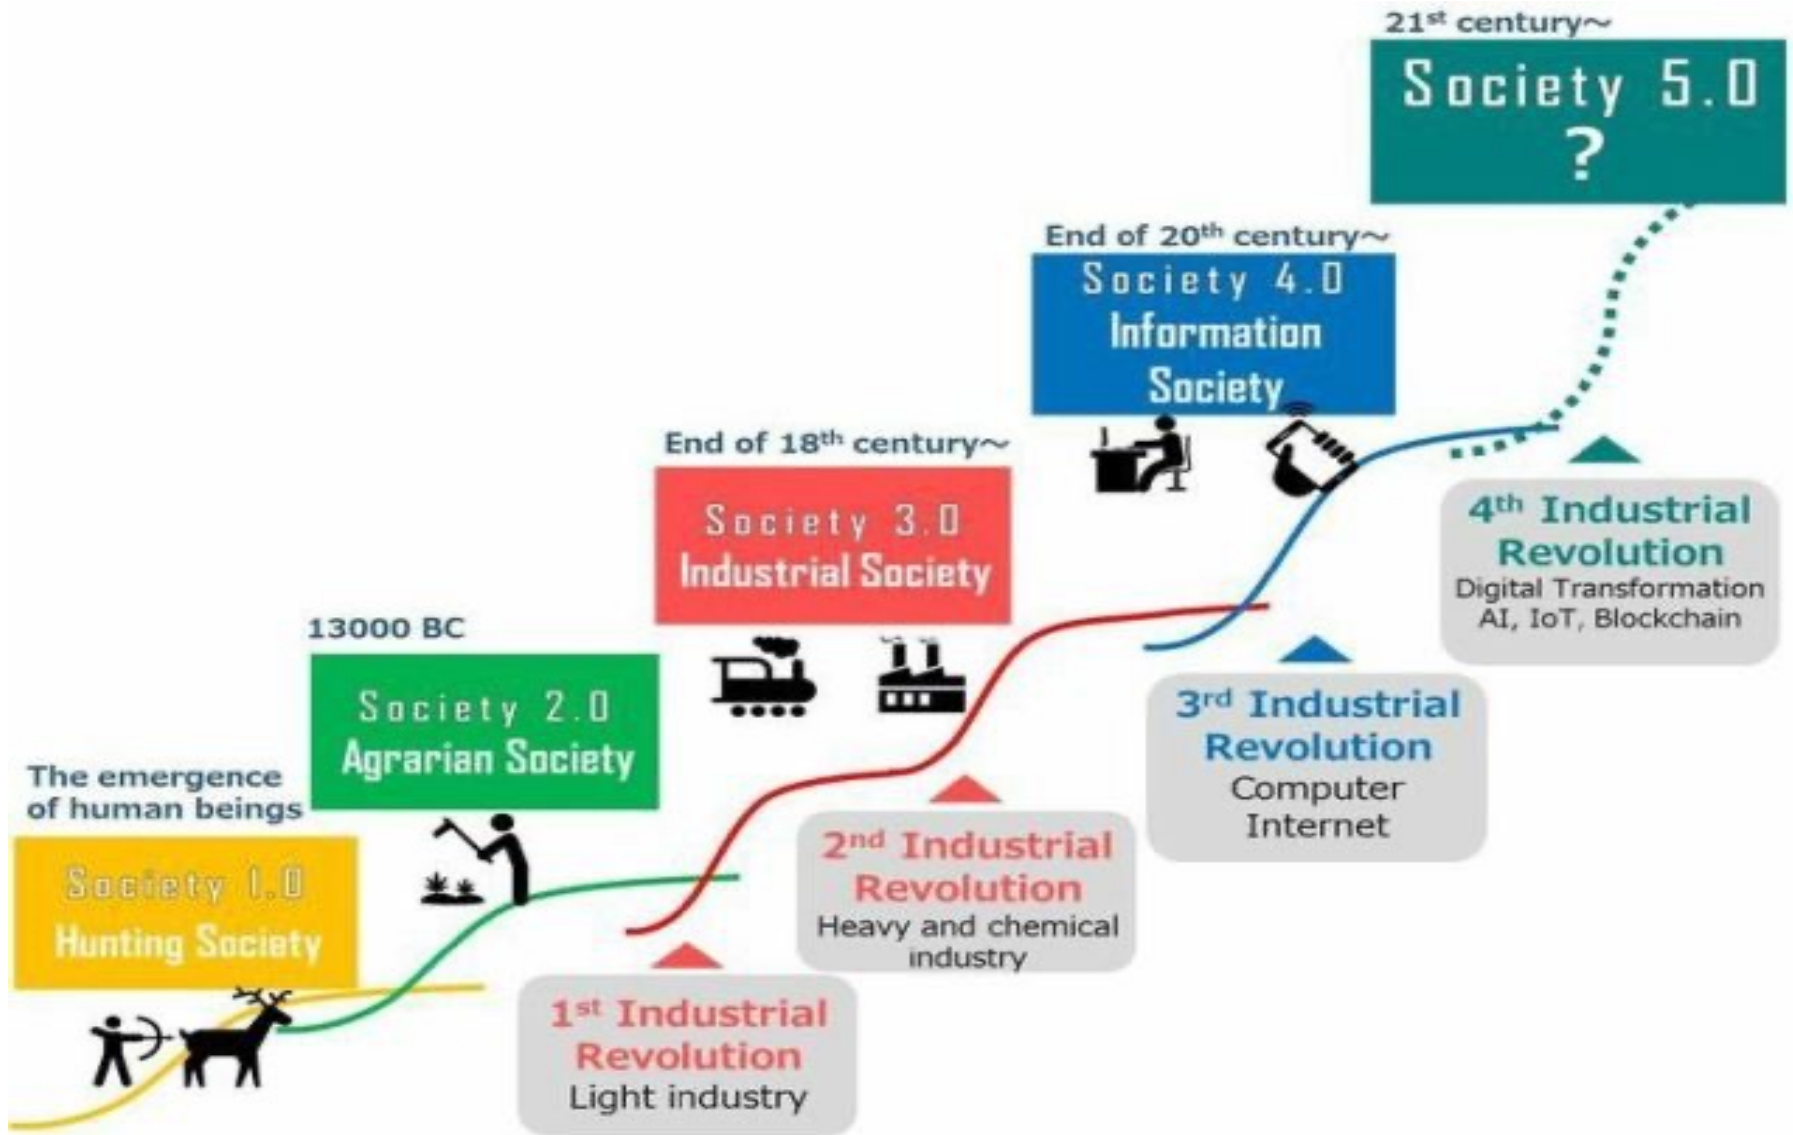 21st century～
Society 5.0
?
End of 20th century～
Society 4.0
Information
Society
End of 18th century～
Society 3.0
Industrial Society
13000 BC
Society 2.0
Agrarian Society
The emergence
of human beings
Society 1.0
Hunting Society
1st Industrial
Revolution
Light industry
2nd Industrial
Revolution
Heavy and chemical
industry
3rd Industrial
Revolution
Computer
Internet
4th Industrial
Revolution
Digital Transformation
AI, IoT, Blockchain